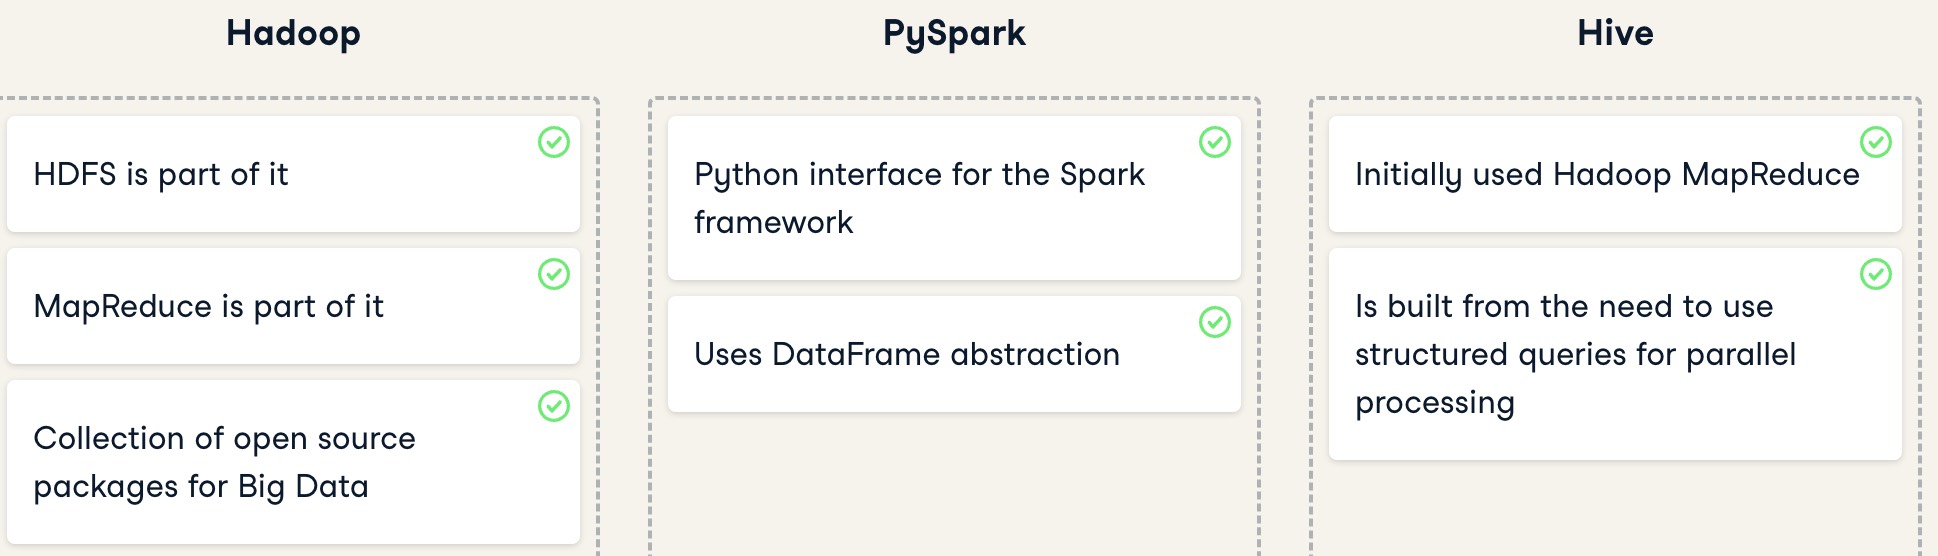 Hadoop
HDFS is part of it
MapReduce is part of it
Collection of open source
packages for Big Data
PySpark
Python interface for the Spark
framework
Uses DataFrame abstraction
Hive
Initially used Hadoop MapReduce
Is built from the need to use
structured queries for parallel
processing